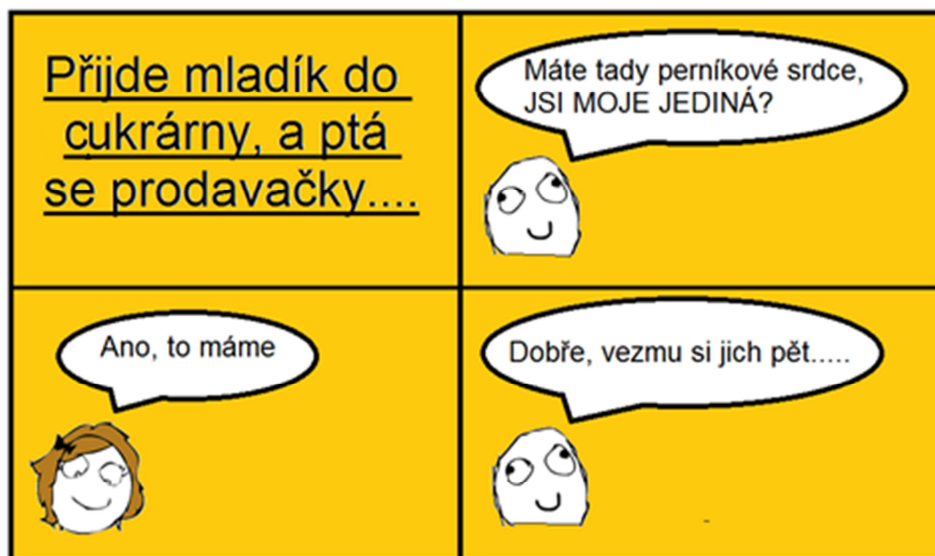 Přijde mladík do
cukrárny, a ptá
se prodavačky....
Máte tady perníkové srdce,
JSI MOJE JEDINÁ?
Ano, to máme
Dobře, vezmu si jich pět.....